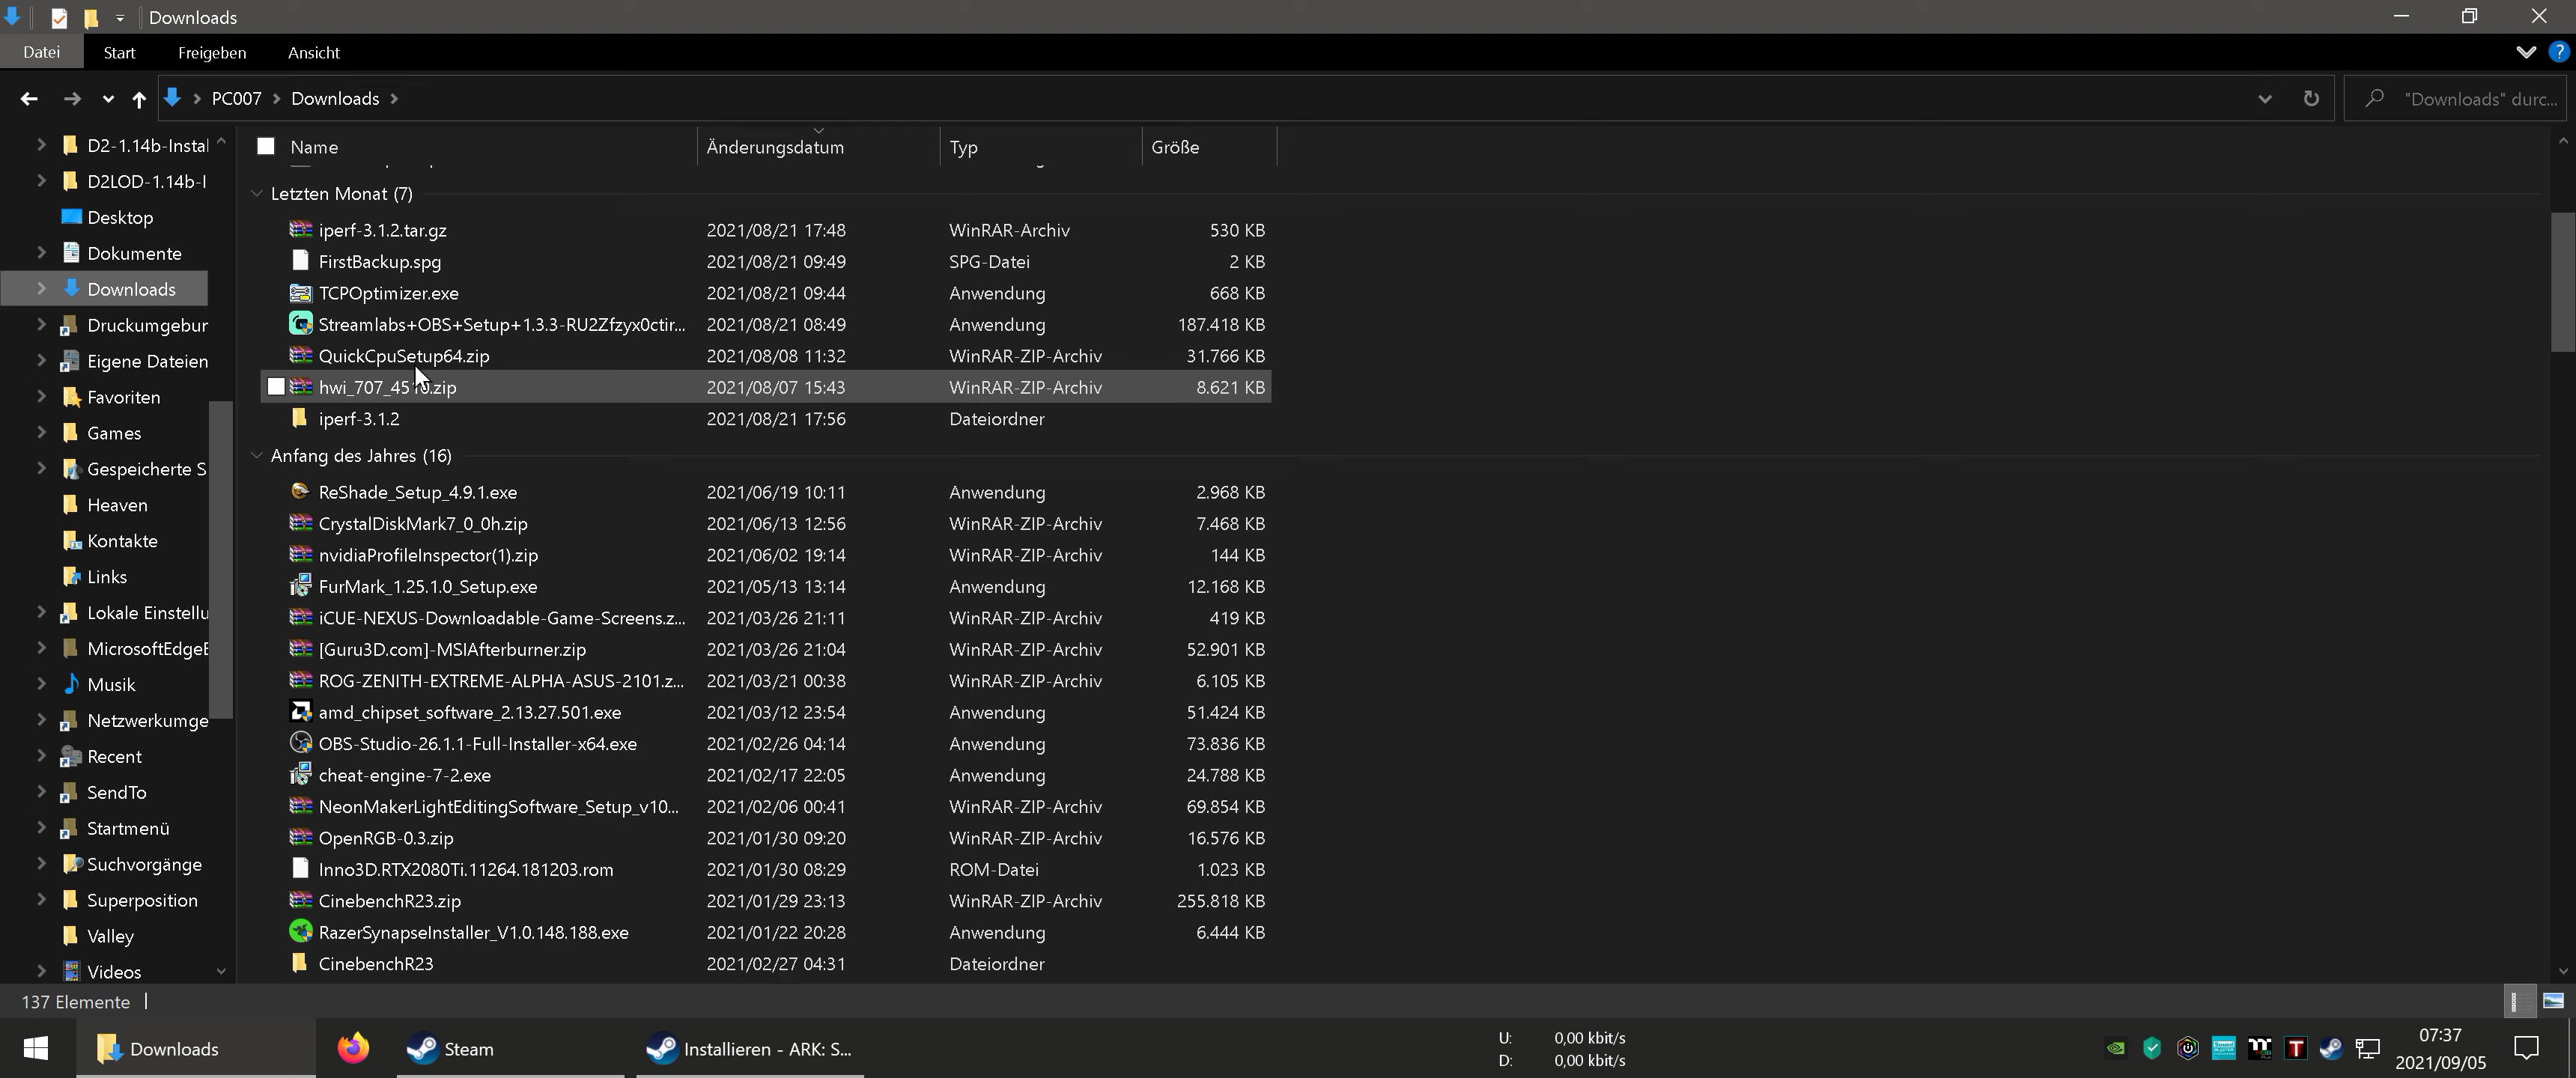 Downloads
Datei Start Freigeben Ansicht
PC007 Downloads "Downloads" durc...
Name Änderungsdatum Typ Größe
D2-1.14b-Instal
D2LOD-1.14b-I
Desktop
Dokumente
Downloads
Druckumgebur
Eigene Dateien
Favoriten
Games
Gespeicherte S
Heaven
Kontakte
Links
Lokale Einstellu
MicrosoftEdgeE
Musik
Netzwerkumge
Recent
SendTo
Startmenü
Suchvorgänge
Superposition
Valley
Videos
Letzten Monat (7)
iperf-3.1.2.tar.gz 2021/08/21 17:48 WinRAR-Archiv 530 KB
FirstBackup.spg 2021/08/21 09:49 SPG-Datei 2 KB
TCPOptimizer.exe 2021/08/21 09:44 Anwendung 668 KB
Streamlabs+OBS+Setup+1.3.3-RU2Zfzyx0ctir... 2021/08/21 08:49 Anwendung 187.418 KB
QuickCpuSetup64.zip 2021/08/08 11:32 WinRAR-ZIP-Archiv 31.766 KB
2021/08/07 15:43 WinRAR-ZIP-Archiv 8.621 KB
iperf-3.1.2 2021/08/21 17:56 Dateiordner
Anfang des Jahres (16)
ReShade_Setup_4.9.1.exe 2021/06/19 10:11 Anwendung 2.968 KB
CrystalDiskMark7_0_0h.zip 2021/06/13 12:56 WinRAR-ZIP-Archiv 7.468 KB
nvidiaProfileInspector(1).zip 2021/06/02 19:14 WinRAR-ZIP-Archiv 144 KB
FurMark_1.25.1.0_Setup.exe 2021/05/13 13:14 Anwendung 12.168 KB
iCUE-NEXUS-Downloadable-Game-Screens.z... 2021/03/26 21:11 WinRAR-ZIP-Archiv 419 KB
[Guru3D.com]-MSIAfterburner.zip 2021/03/26 21:04 WinRAR-ZIP-Archiv 52.901 KB
ROG-ZENITH-EXTREME-ALPHA-ASUS-2101.z... 2021/03/21 00:38 WinRAR-ZIP-Archiv 6.105 KB
amd_chipset_software_2.13.27.501.exe 2021/03/12 23:54 Anwendung 51.424 KB
OBS-Studio-26.1.1-Full-Installer-x64.exe 2021/02/26 04:14 Anwendung 73.836 KB
cheat-engine-7-2.exe 2021/02/17 22:05 Anwendung 24.788 KB
NeonMakerLightEditingSoftware_Setup_v10... 2021/02/06 00:41 WinRAR-ZIP-Archiv 69.854 KB
OpenRGB-0.3.zip 2021/01/30 09:20 WinRAR-ZIP-Archiv 16.576 KB
Inno3D.RTX2080Ti.11264.181203.rom 2021/01/30 08:29 ROM-Datei 1.023 KB
CinebenchR23.zip 2021/01/29 23:13 WinRAR-ZIP-Archiv 255.818 KB
RazerSynapseInstaller_V1.0.148.188.exe 2021/01/22 20:28 Anwendung 6.444 KB
CinebenchR23 2021/02/27 04:31 Dateiordner
137 Elemente
Downloads Steam Installieren - ARK: S...
U: 0,00 kbit/s
D: 0,00 kbit/s
07:37
2021/09/05